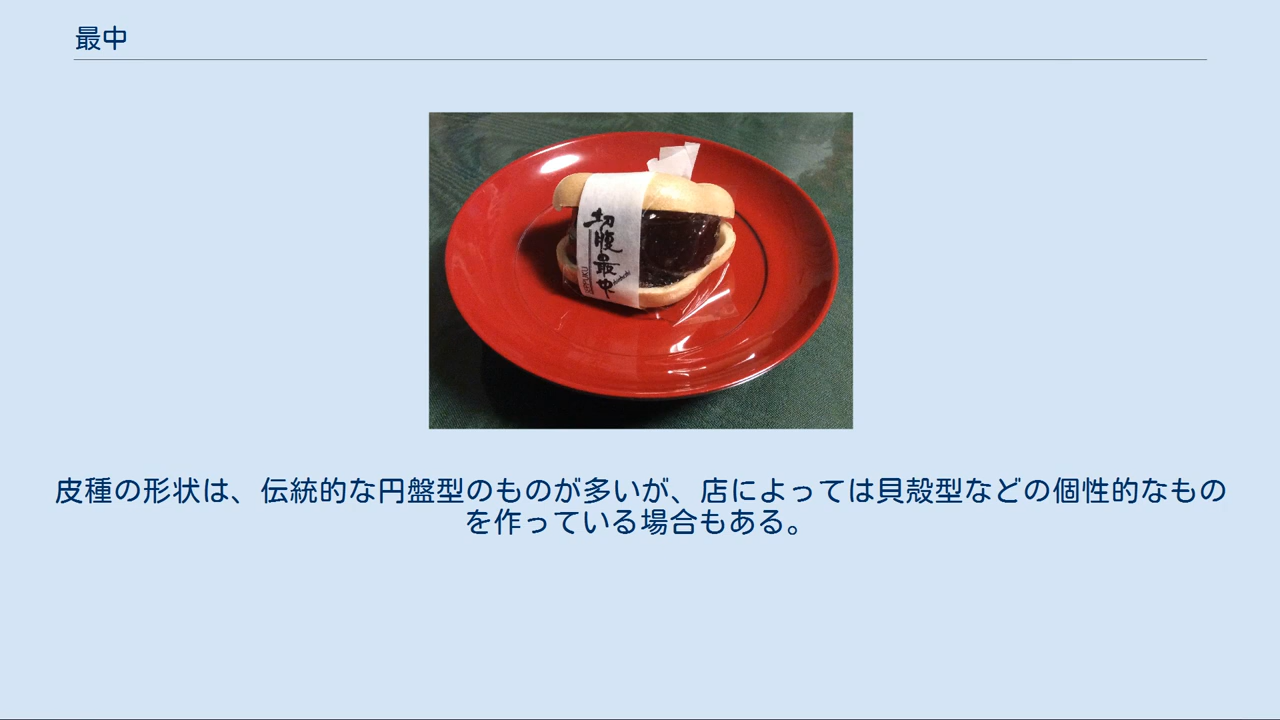 最中
切腹最中
皮種の形状は、伝統的な円盤型のものが多いが、店によっては貝殻型などの個性的なもの
を作っている場合もある。